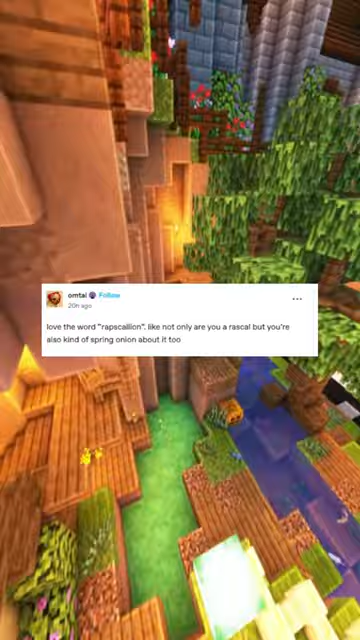 omtai Follow
20h ago
love the word "rapscallion". like not only are you a rascal but you're
also kind of spring onion about it too